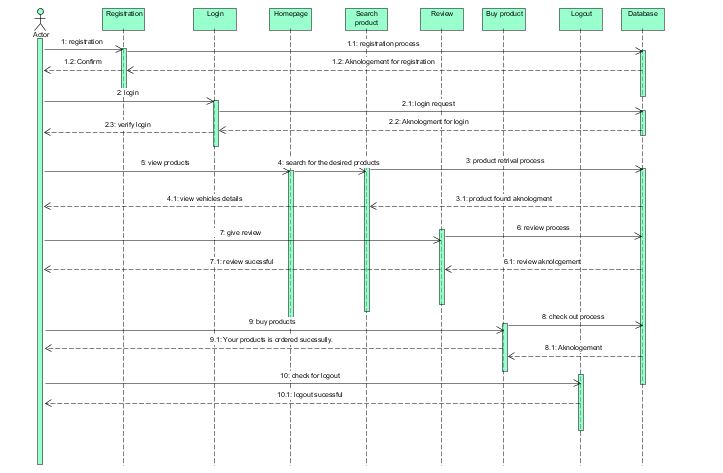 Registration
Login
Homepage
Search
product
Review
Buy product
Logout
Database
Actor
1: registration
1.1: registration process
1.2: Confirm
1.2: Aknologement for registration
2: login
2.1: login request
2.2: Aknologment for login
2.3: verify login
5: view products
4: search for the desired products
3: product retrival process
4.1: view vehicles details
3.1: product found aknologment
7: give review
6: review process
7.1: review sucessful
6.1: review aknologement
9: buy products
8: check out process
9.1: Your products is ordered sucessully.
8.1: Aknologement
10: check for logout
10.1: logout sucessful